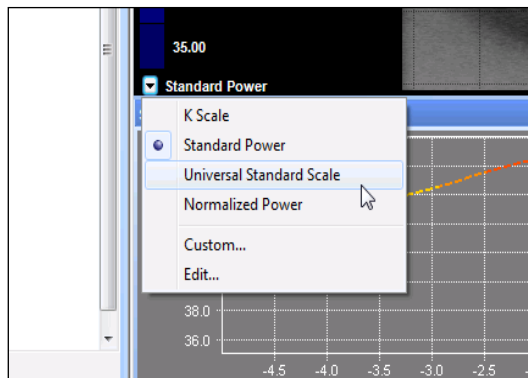 35.00
Standard Power
K Scale
Standard Power
Universal Standard Scale
Normalized Power
Custom...
Edit...
38.0
36.0
-4.5 -4.0 -3.5 -3.0 -2.5